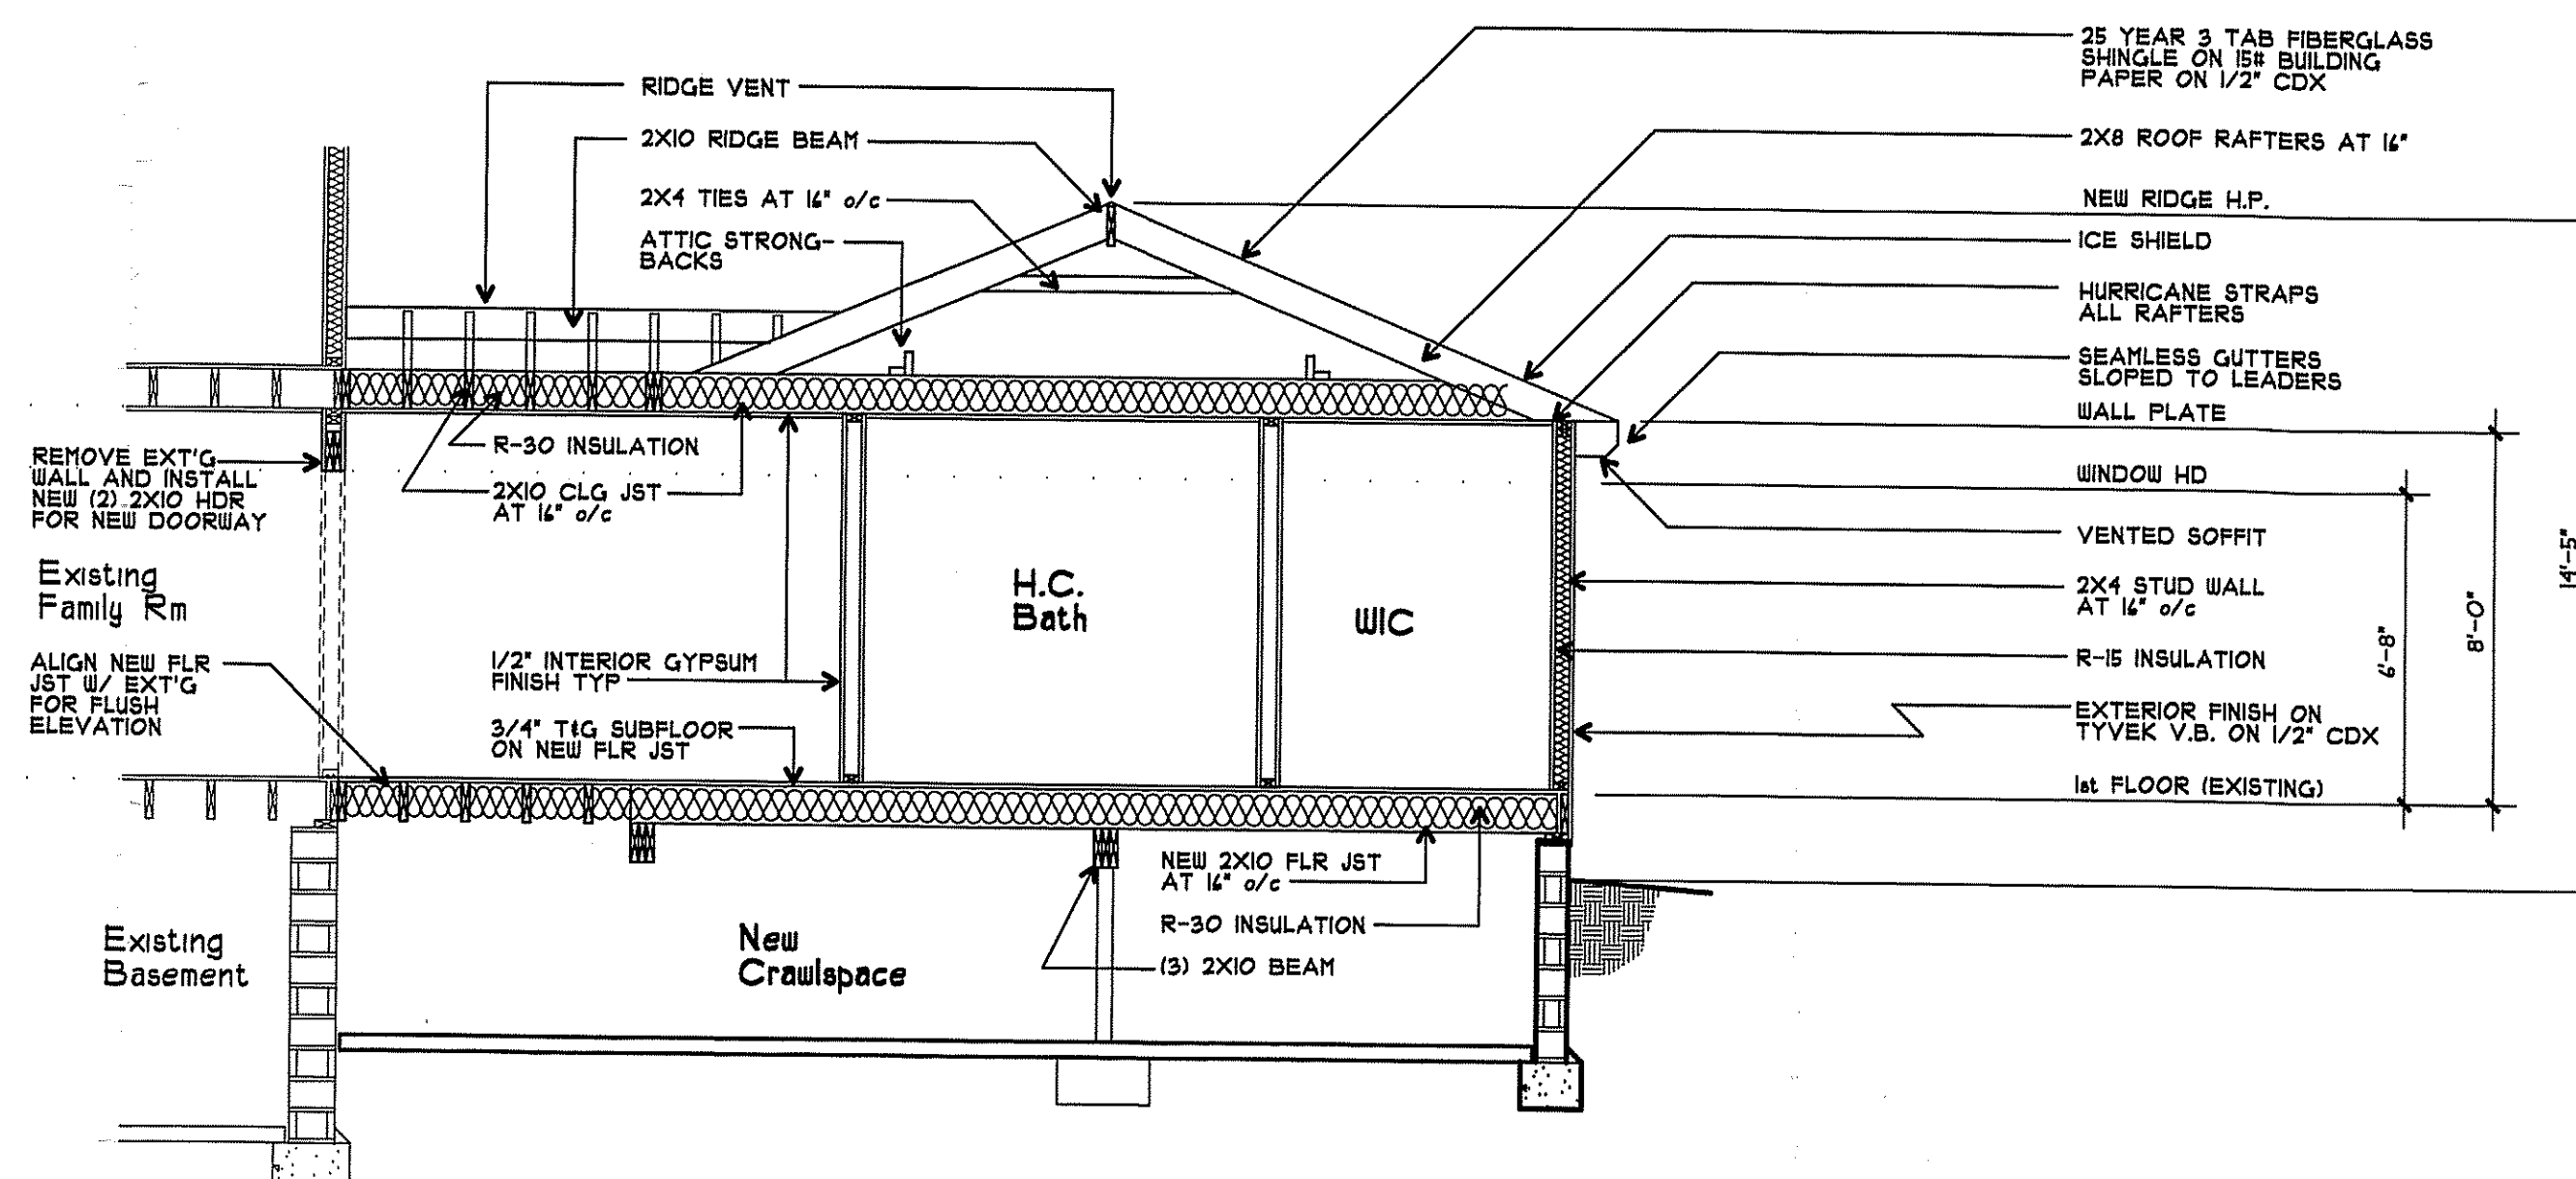 RIDGE VENT
2X10 RIDGE BEAM
2X4 TIES AT 16" o/c
ATTIC STRONG-
BACKS
25 YEAR 3 TAB FIBERGLASS
SHINGLE ON 15# BUILDING
PAPER ON 1/2" CDX
2X8 ROOF RAFTERS AT 16"
NEW RIDGE H.P.
ICE SHIELD
HURRICANE STRAPS
ALL RAFTERS
SEAMLESS GUTTERS
SLOPED TO LEADERS
WALL PLATE
WINDOW HD
VENTED SOFFIT
2X4 STUD WALL
AT 16" o/c
R-15 INSULATION
EXTERIOR FINISH ON
TYVEK V.B. ON 1/2" CDX
1st FLOOR (EXISTING)
6'-8"
8'-0"
14'-5"
REMOVE EXT'G
WALL AND INSTALL
NEW (2) 2X10 HDR
FOR NEW DOORWAY
R-30 INSULATION
2X10 CLG JST
AT 16" o/c
Existing
Family Rm
H.C.
Bath
WIC
ALIGN NEW FLR
JST W/ EXT'G
FOR FLUSH
ELEVATION
1/2" INTERIOR GYPSUM
FINISH TYP
3/4" T&G SUBFLOOR
ON NEW FLR JST
NEW 2X10 FLR JST
AT 16" o/c
R-30 INSULATION
(3) 2X10 BEAM
Existing
Basement
New
Crawlspace